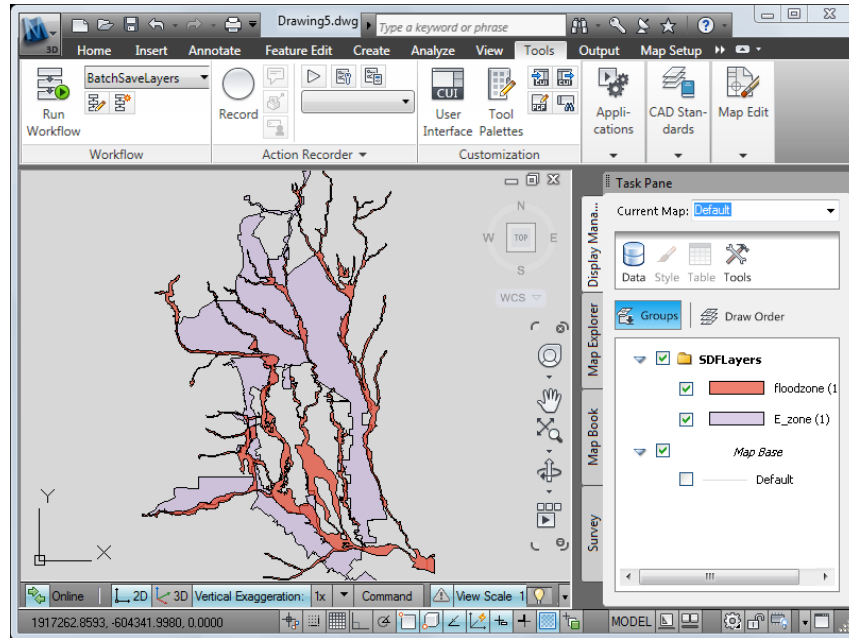 Drawing5.dwg Type a keyword or phrase
3D Home Insert Annotate Feature Edit Create Analyze View Tools Output Map Setup
BatchSaveLayers
Run Workflow
Record
CUI
User Interface
Tool Palettes
Appli-
cations
CAD Stan-
dards
Map Edit
Workflow Action Recorder Customization
N
W TOP E
S
WCS
Y
X
Task Pane
Current Map: Default
Display Mana...
Map Explorer
Map Book
Survey
Data Style Table Tools
Groups Draw Order
SDFLayers
floodzone (1
E_zone (1)
Map Base
Default
Online 2D 3D Vertical Exaggeration: 1x Command View Scale 1
1917262.8593, -604341.9980, 0.0000 MODEL